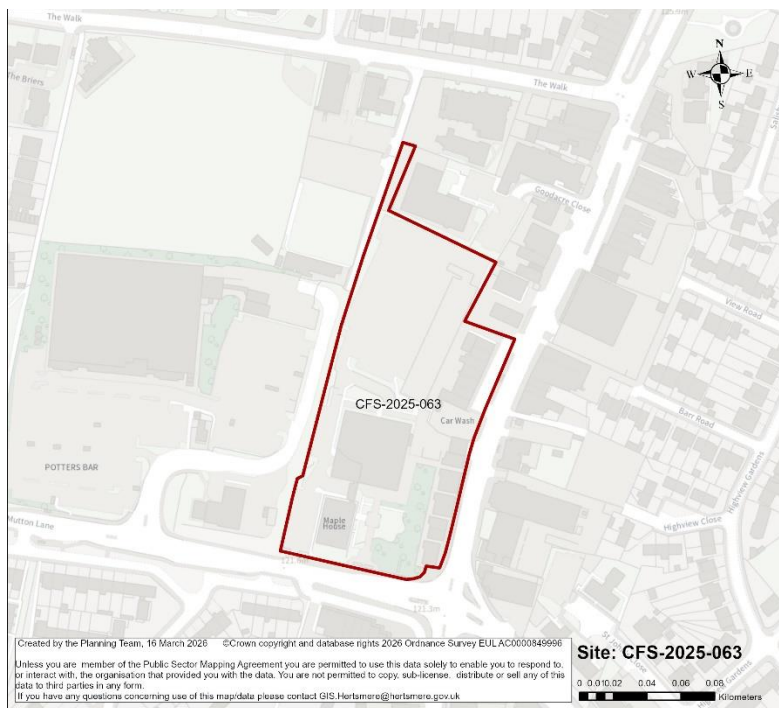 The Walk
The Briers
The Walk
N
W E
S
Goodacre Close
View Road
CFS-2025-063
Car Wash
Barr Road
Highview Gardens
POTTERS BAR
Highview Close
Mutton Lane
Maple
House
Created by the Planning Team, 16 March 2026 ©Crown copyright and database rights 2026 Ordnance Survey EUL AC0000849996
Unless you are member of the Public Sector Mapping Agreement you are permitted to use this data solely to enable you to respond to,
or interact with, the organisation that provided you with the data. You are not permitted to copy, sub-license, distribute or sell any of this
data to third parties in any form.
If you have any questions concerning use of this map/data please contact GIS.Hertsmere@hertsmere.gov.uk
Site: CFS-2025-063
0 0.01 0.02 0.04 0.06 0.08
Kilometers